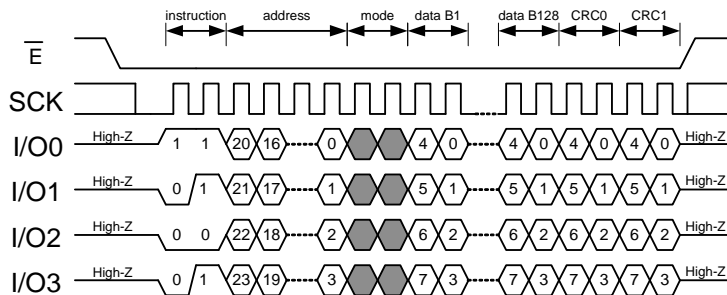 instruction address mode data B1 data B128 CRC0 CRC1
E
SCK
I/O0 High-Z 1 1 20 16 0 4 0 4 0 4 0 4 0 High-Z
I/O1 High-Z 0 1 21 17 1 5 1 5 1 5 1 5 1 High-Z
I/O2 High-Z 0 0 22 18 2 6 2 6 2 6 2 6 2 High-Z
I/O3 High-Z 0 1 23 19 3 7 3 7 3 7 3 7 3 High-Z